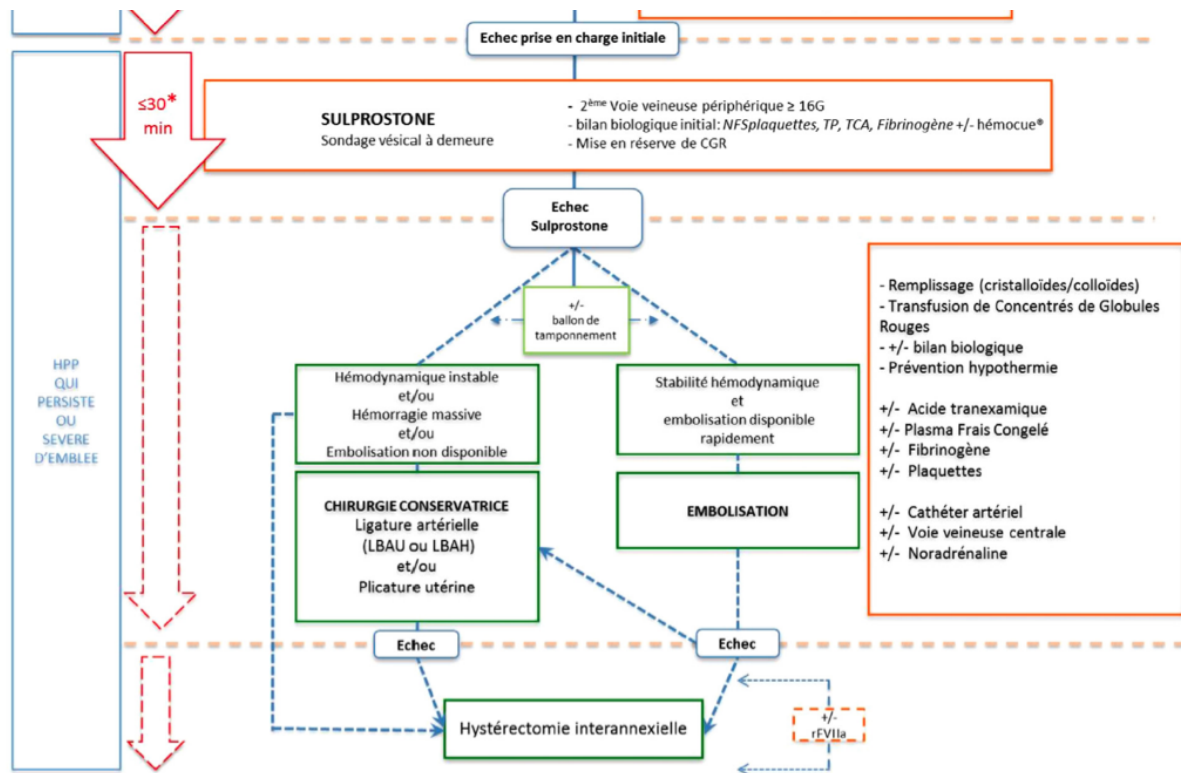 Echec prise en charge initiale
≤30*
min
SULPROSTONE
Sondage vésical à demeure
- 2ème Voie veineuse périphérique ≥ 16G
- bilan biologique initial: NFSplaquettes, TP, TCA, Fibrinogène +/- hémocue®
- Mise en réserve de CGR
Echec
Sulprostone
+/-
ballon de
tamponnement
HPP
QUI
PERSISTE
OU
SEVERE
D'EMBLEE
Hémodynamique instable
et/ou
Hémorragie massive
et/ou
Embolisation non disponible
Stabilité hémodynamique
et
embolisation disponible
rapidement
CHIRURGIE CONSERVATRICE
Ligature artérielle
(LBAU ou LBAH)
et/ou
Plicature utérine
EMBOLISATION
- Remplissage (cristalloïdes/colloïdes)
- Transfusion de Concentrés de Globules
Rouges
- +/- bilan biologique
- Prévention hypothermie
+/- Acide tranexamique
+/- Plasma Frais Congelé
+/- Fibrinogène
+/- Plaquettes
+/- Cathéter artériel
+/- Voie veineuse centrale
+/- Noradrénaline
Echec
Echec
Hystérectomie interannexielle
+/-
rFVIIa